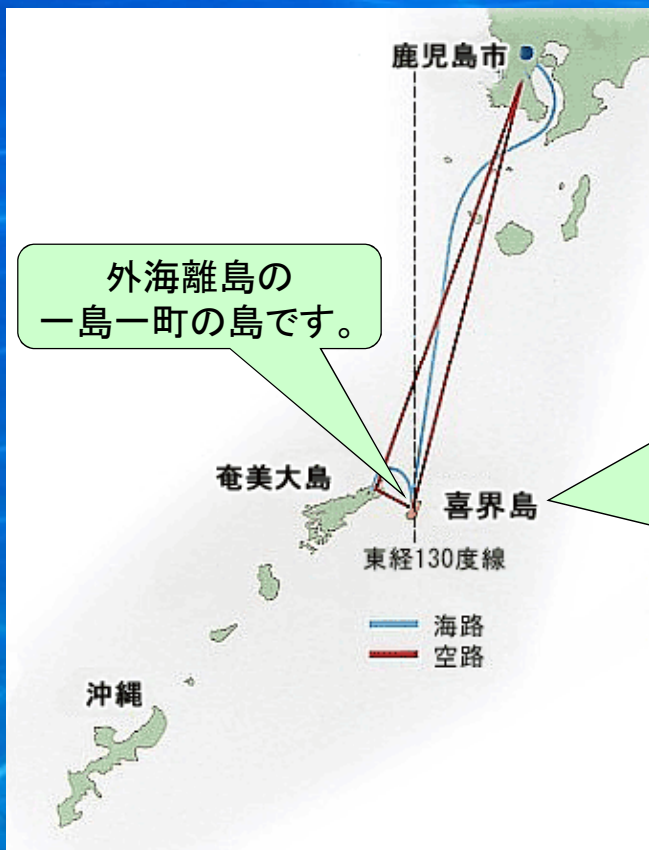 鹿児島市
外海離島の
一島一町の島です。
奄美大島
喜界島
東経130度線
海路
空路
沖縄